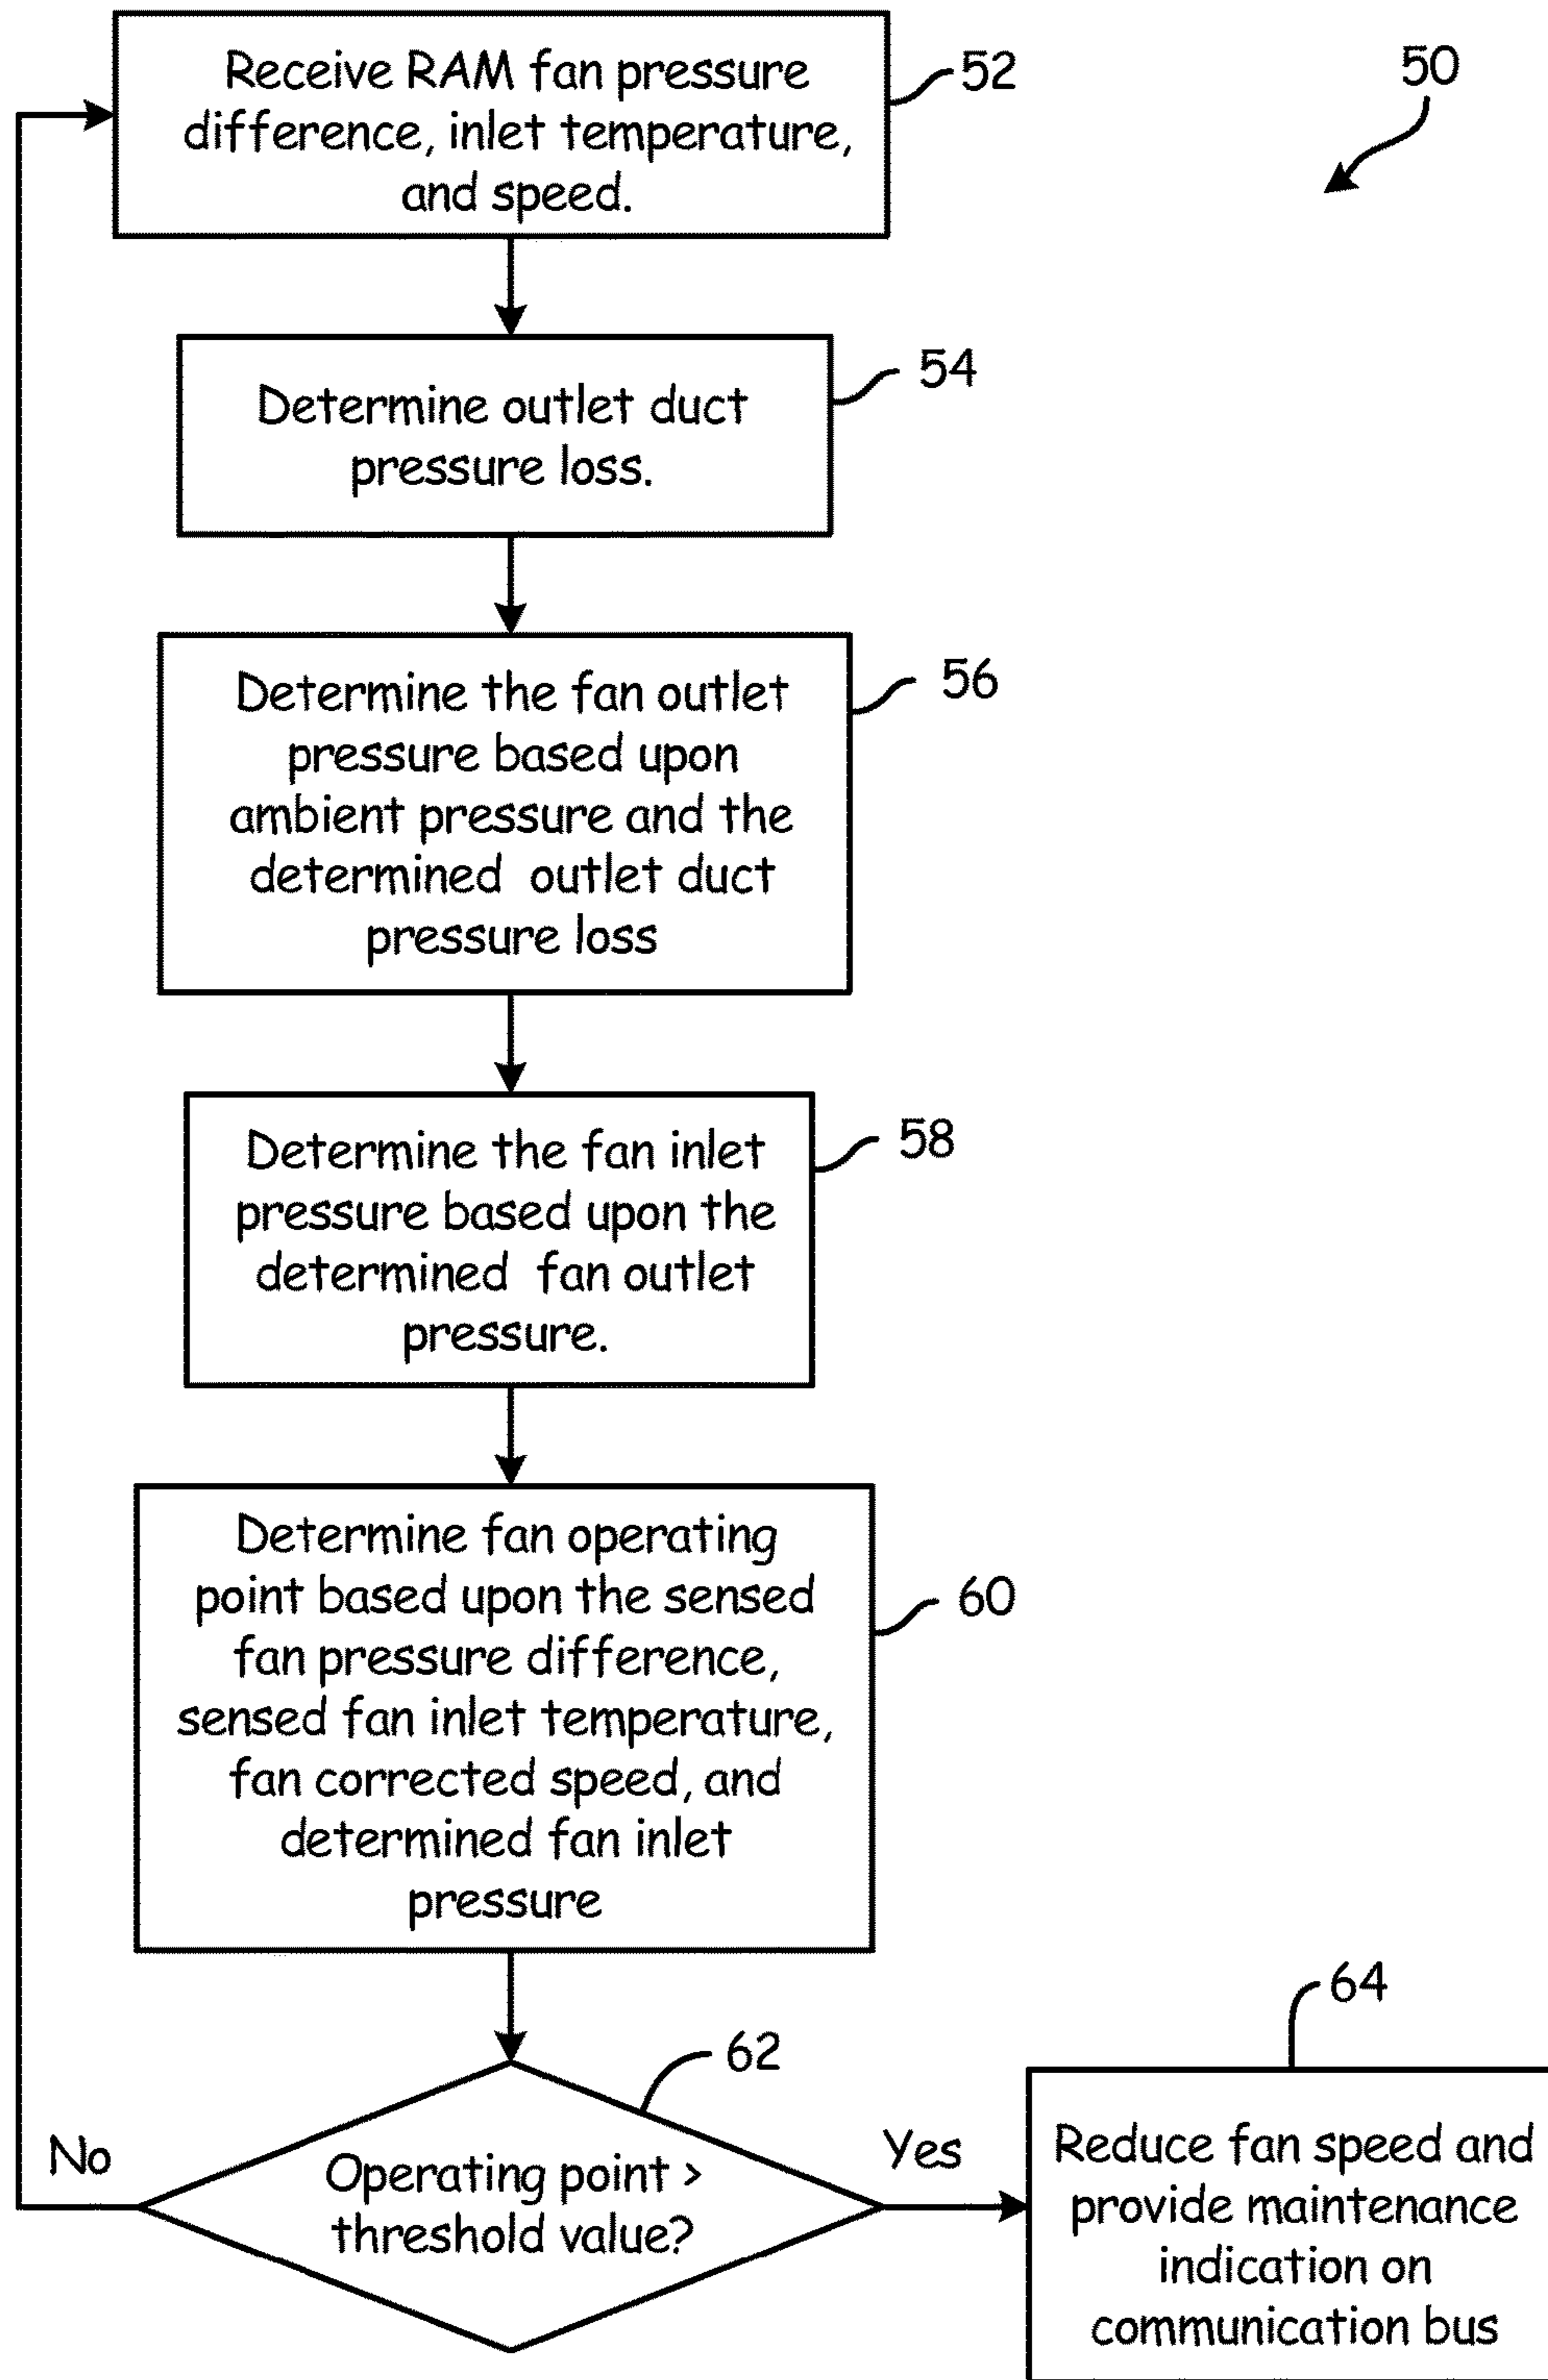 Receive RAM fan pressure
difference, inlet temperature,
and speed.
52
50
Determine outlet duct
pressure loss.
54
Determine the fan outlet
pressure based upon
ambient pressure and the
determined outlet duct
pressure loss
56
Determine the fan inlet
pressure based upon the
determined fan outlet
pressure.
58
Determine fan operating
point based upon the sensed
fan pressure difference,
sensed fan inlet temperature,
fan corrected speed, and
determined fan inlet
pressure
60
62
64
No
Operating point >
threshold value?
Yes
Reduce fan speed and
provide maintenance
indication on
communication bus